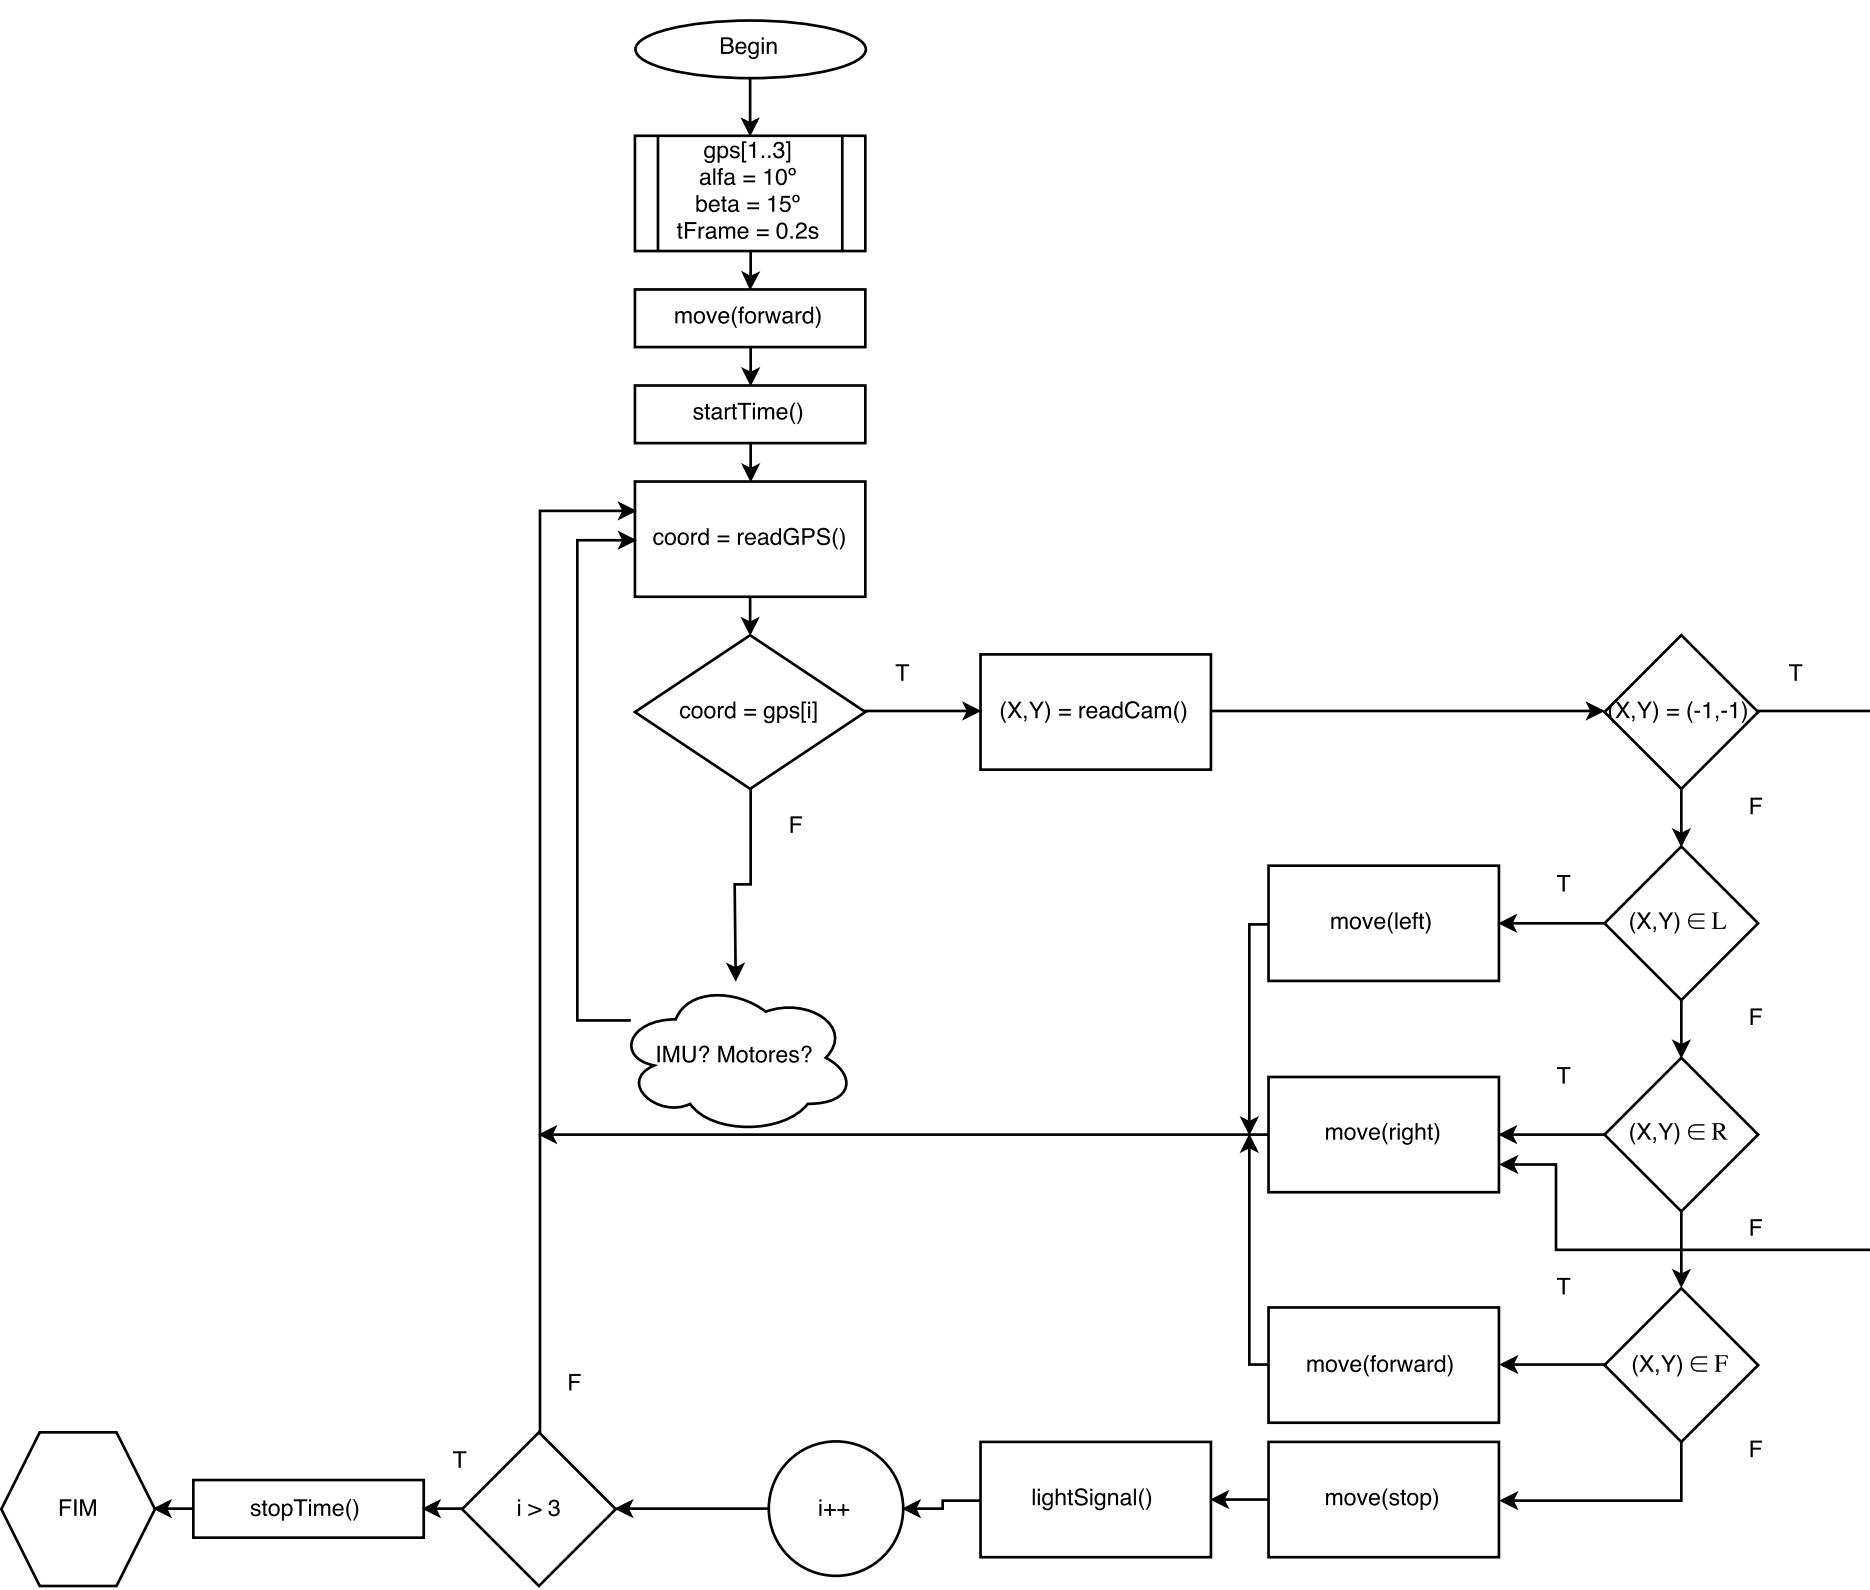 Begin
gps[1..3]
alfa = 10º
beta = 15º
tFrame = 0.2s
move(forward)
startTime()
coord = readGPS()
coord = gps[i]
T
(X,Y) = readCam()
(X,Y) = (-1,-1)
T
F
F
T
move(left)
(X,Y) ∈ L
F
IMU? Motores?
T
move(right)
(X,Y) ∈ R
F
T
move(forward)
(X,Y) ∈ F
F
F
T
FIM
stopTime()
i > 3
i++
lightSignal()
move(stop)